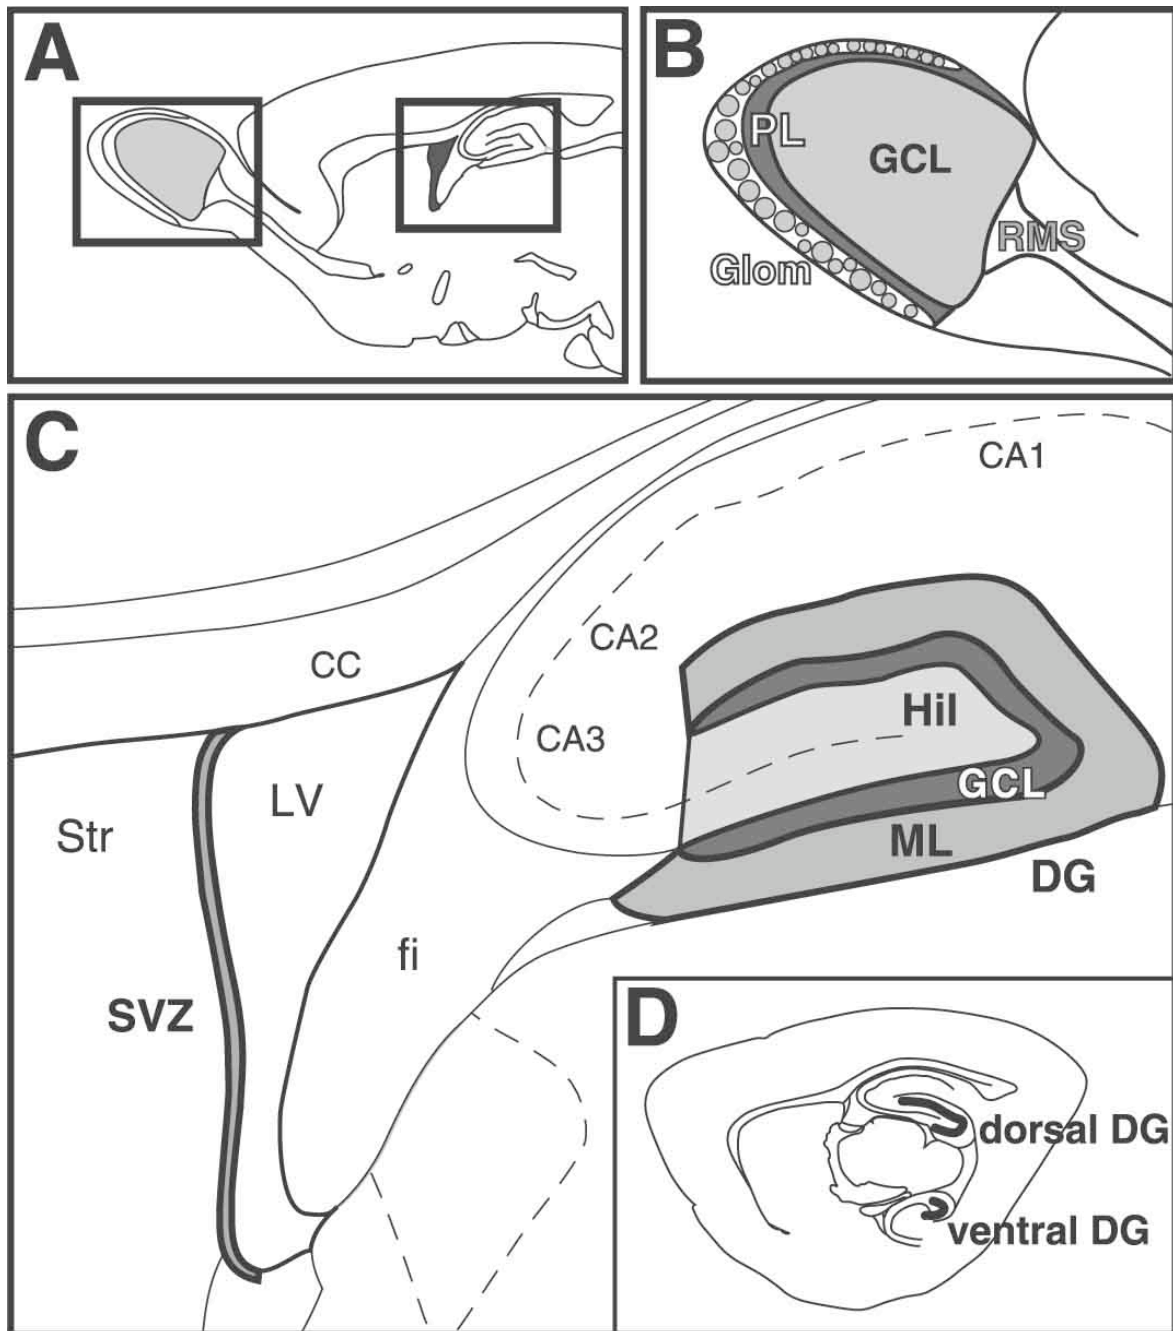 A
B
PL
GCL
RMS
Glom
C
CA1
CA2
CC
Hil
CA3
GCL
LV
Str
ML
DG
fi
SVZ
D
dorsal DG
ventral DG